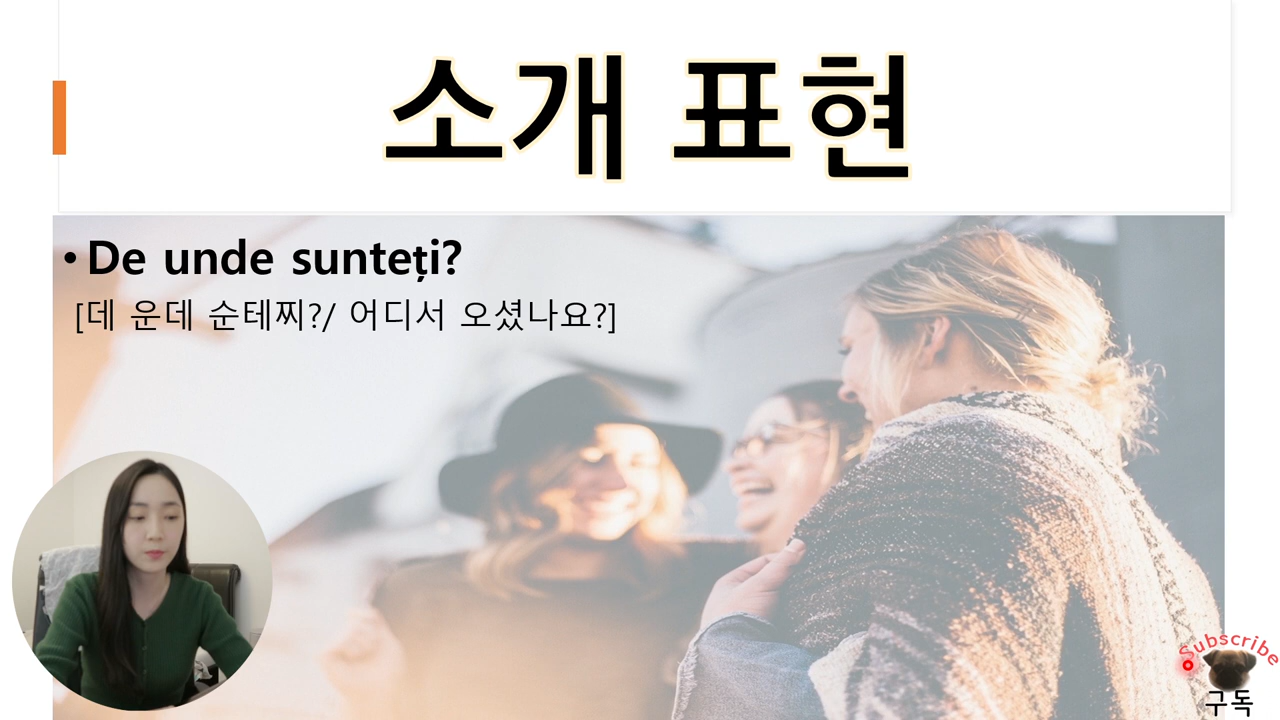 소개 표현
• De unde sunteți?
[데 운데 순테찌?/ 어디서 오셨나요?]
Subscribe
구독